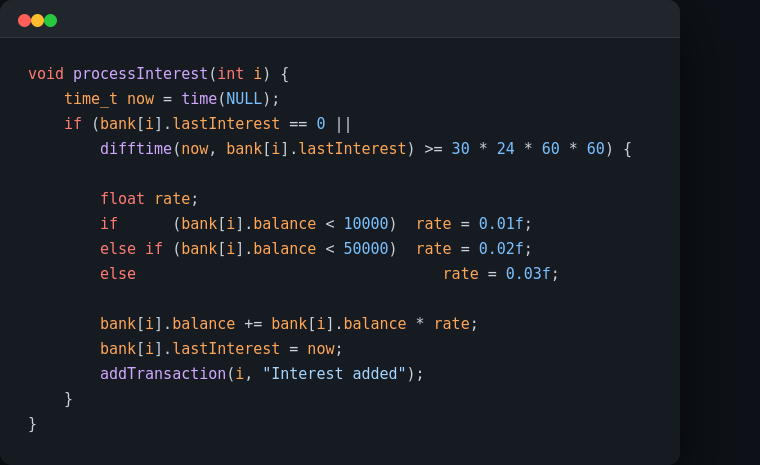 void processInterest(int i) {
    time_t now = time(NULL);
    if (bank[i].lastInterest == 0 ||
        difftime(now, bank[i].lastInterest) >= 30 * 24 * 60 * 60) {

        float rate;
        if      (bank[i].balance < 10000)  rate = 0.01f;
        else if (bank[i].balance < 50000)  rate = 0.02f;
        else                                  rate = 0.03f;

        bank[i].balance += bank[i].balance * rate;
        bank[i].lastInterest = now;
        addTransaction(i, "Interest added");
    }
}